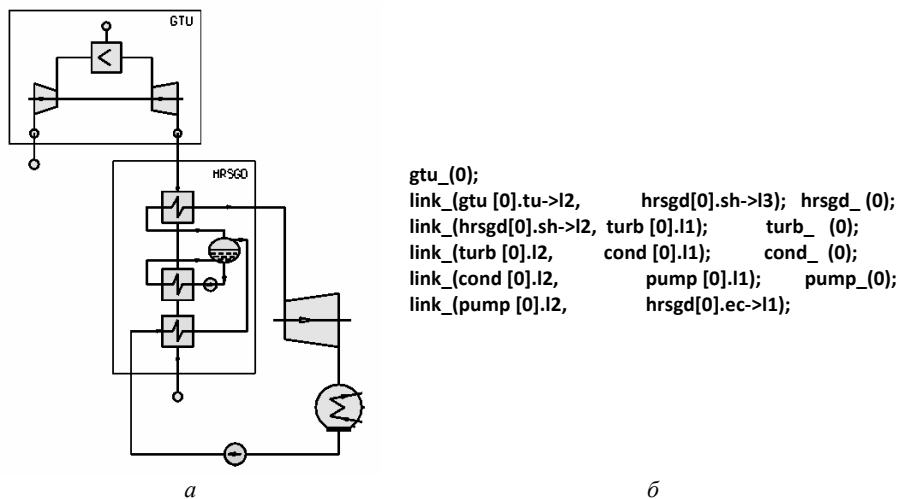 GTU
HRSGD
gtu_(0);
link_(gtu [0].tu->l2, hrsgd[0].sh->l3); hrsgd_ (0);
link_(hrsgd[0].sh->l2, turb [0].l1); turb_ (0);
link_(turb [0].l2, cond [0].l1); cond_ (0);
link_(cond [0].l2, pump [0].l1); pump_(0);
link_(pump [0].l2, hrsgd[0].ec->l1);
а б